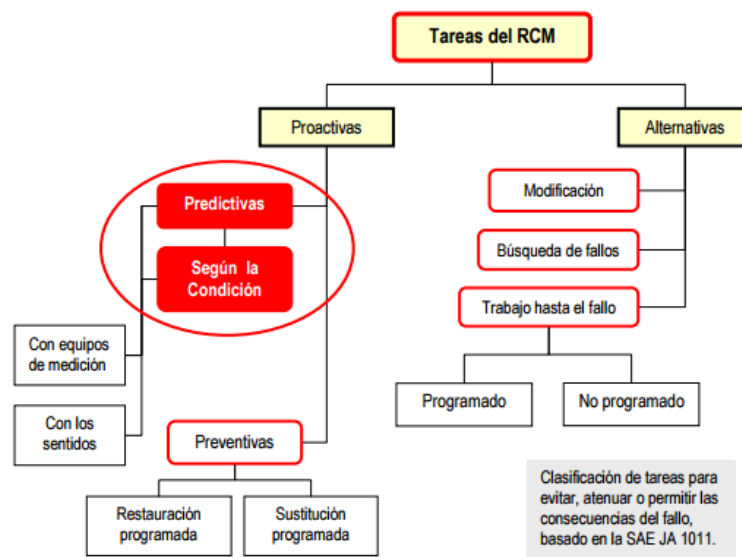 Tareas del RCM
Proactivas
Alternativas
Predictivas
Según la
Condición
Con equipos
de medición
Con los
sentidos
Preventivas
Restauración
programada
Sustitución
programada
Modificación
Búsqueda de fallos
Trabajo hasta el fallo
Programado
No programado
Clasificación de tareas para
evitar, atenuar o permitir las
consecuencias del fallo,
basado en la SAE JA 1011.